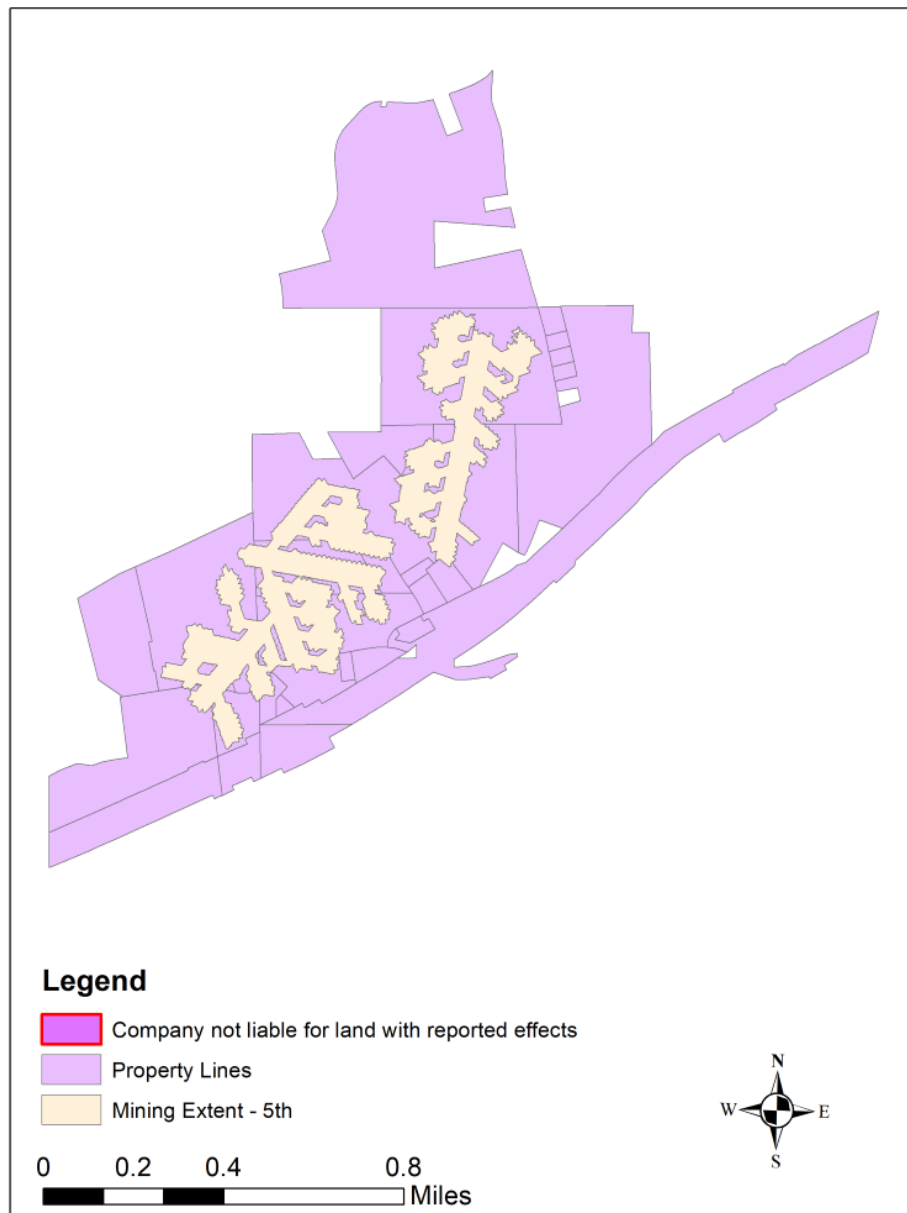 Legend
Company not liable for land with reported effects
Property Lines
Mining Extent - 5th
N
W
E
S
0 0.2 0.4 0.8
Miles